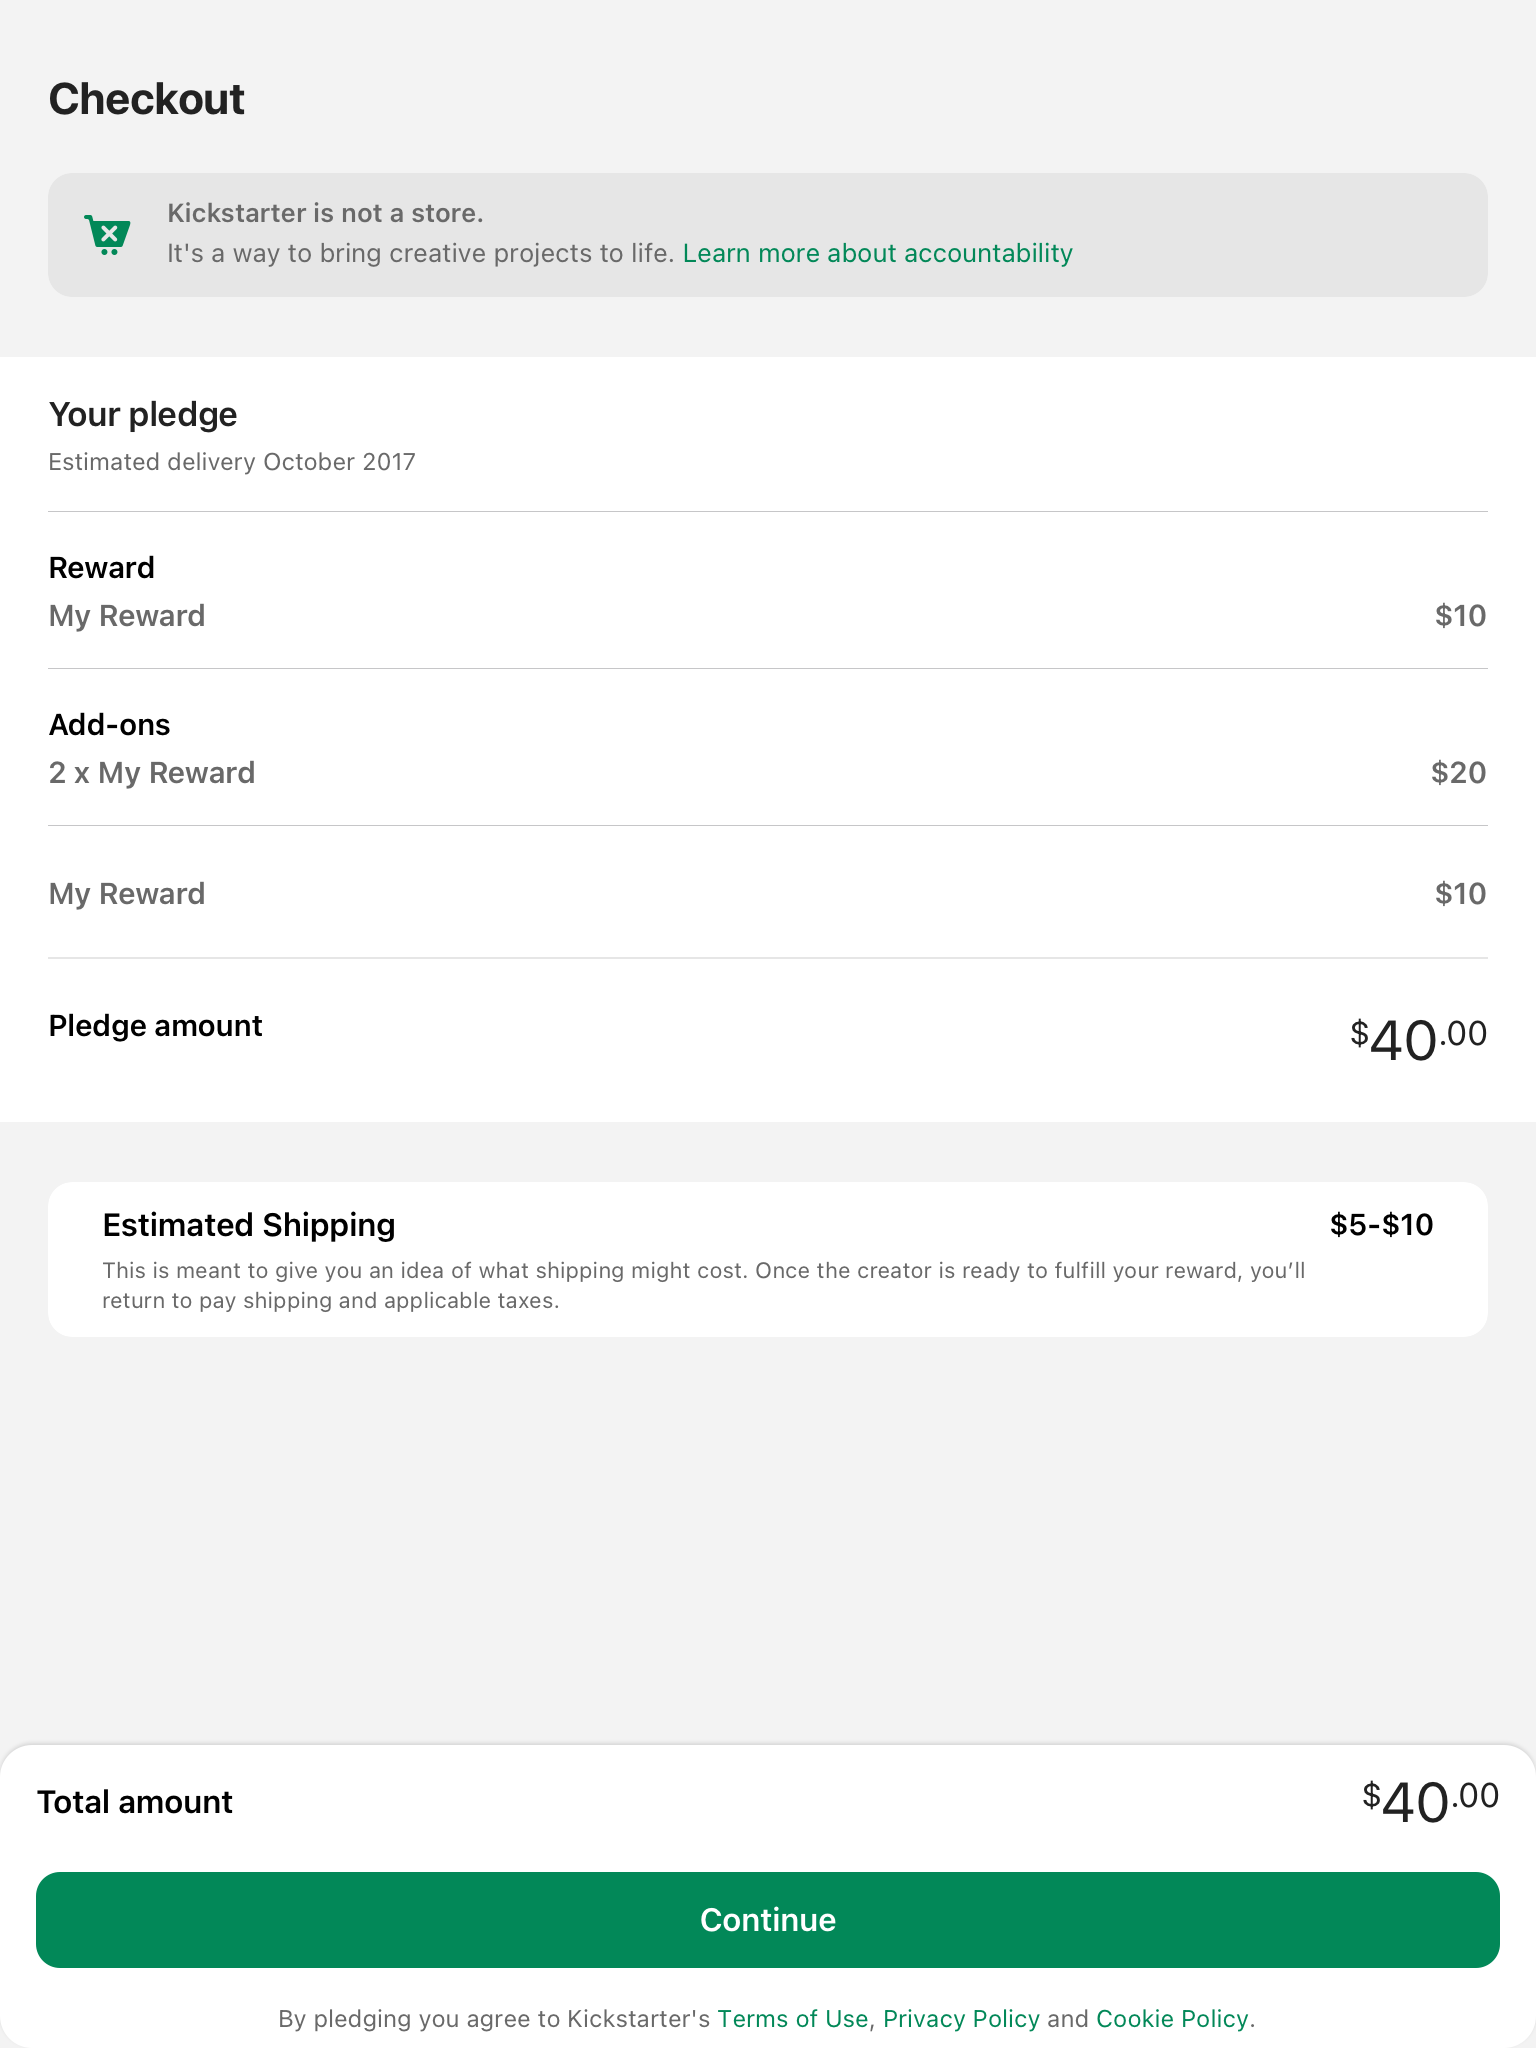 Checkout
Kickstarter is not a store.
It's a way to bring creative projects to life. Learn more about accountability
Your pledge
Estimated delivery October 2017
Reward
My Reward $10
Add-ons
2 x My Reward $20
My Reward $10
Pledge amount $40.00
Estimated Shipping $5-$10
This is meant to give you an idea of what shipping might cost. Once the creator is ready to fulfill your reward, you’ll
return to pay shipping and applicable taxes.
Total amount $40.00
Continue
By pledging you agree to Kickstarter's Terms of Use, Privacy Policy and Cookie Policy.